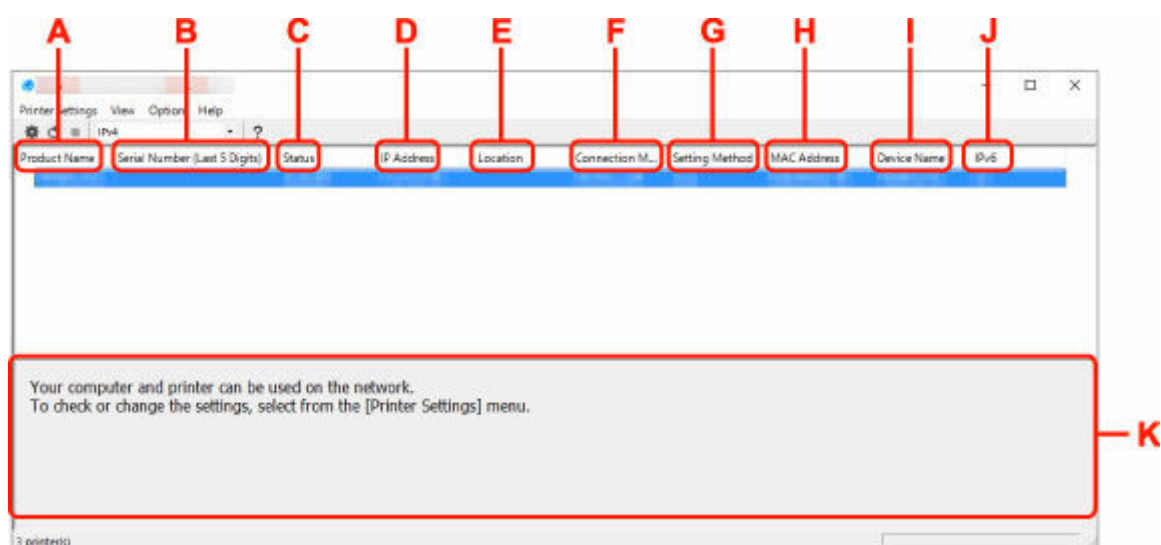 A B C D E F G H I J
Printer Settings View Option Help
IPv4 ?
Product Name Serial Number (Last 5 Digits) Status IP Address Location Connection M... Setting Method MAC Address Device Name IPv6
Your computer and printer can be used on the network.
To check or change the settings, select from the [Printer Settings] menu.
K
3 printer(s)